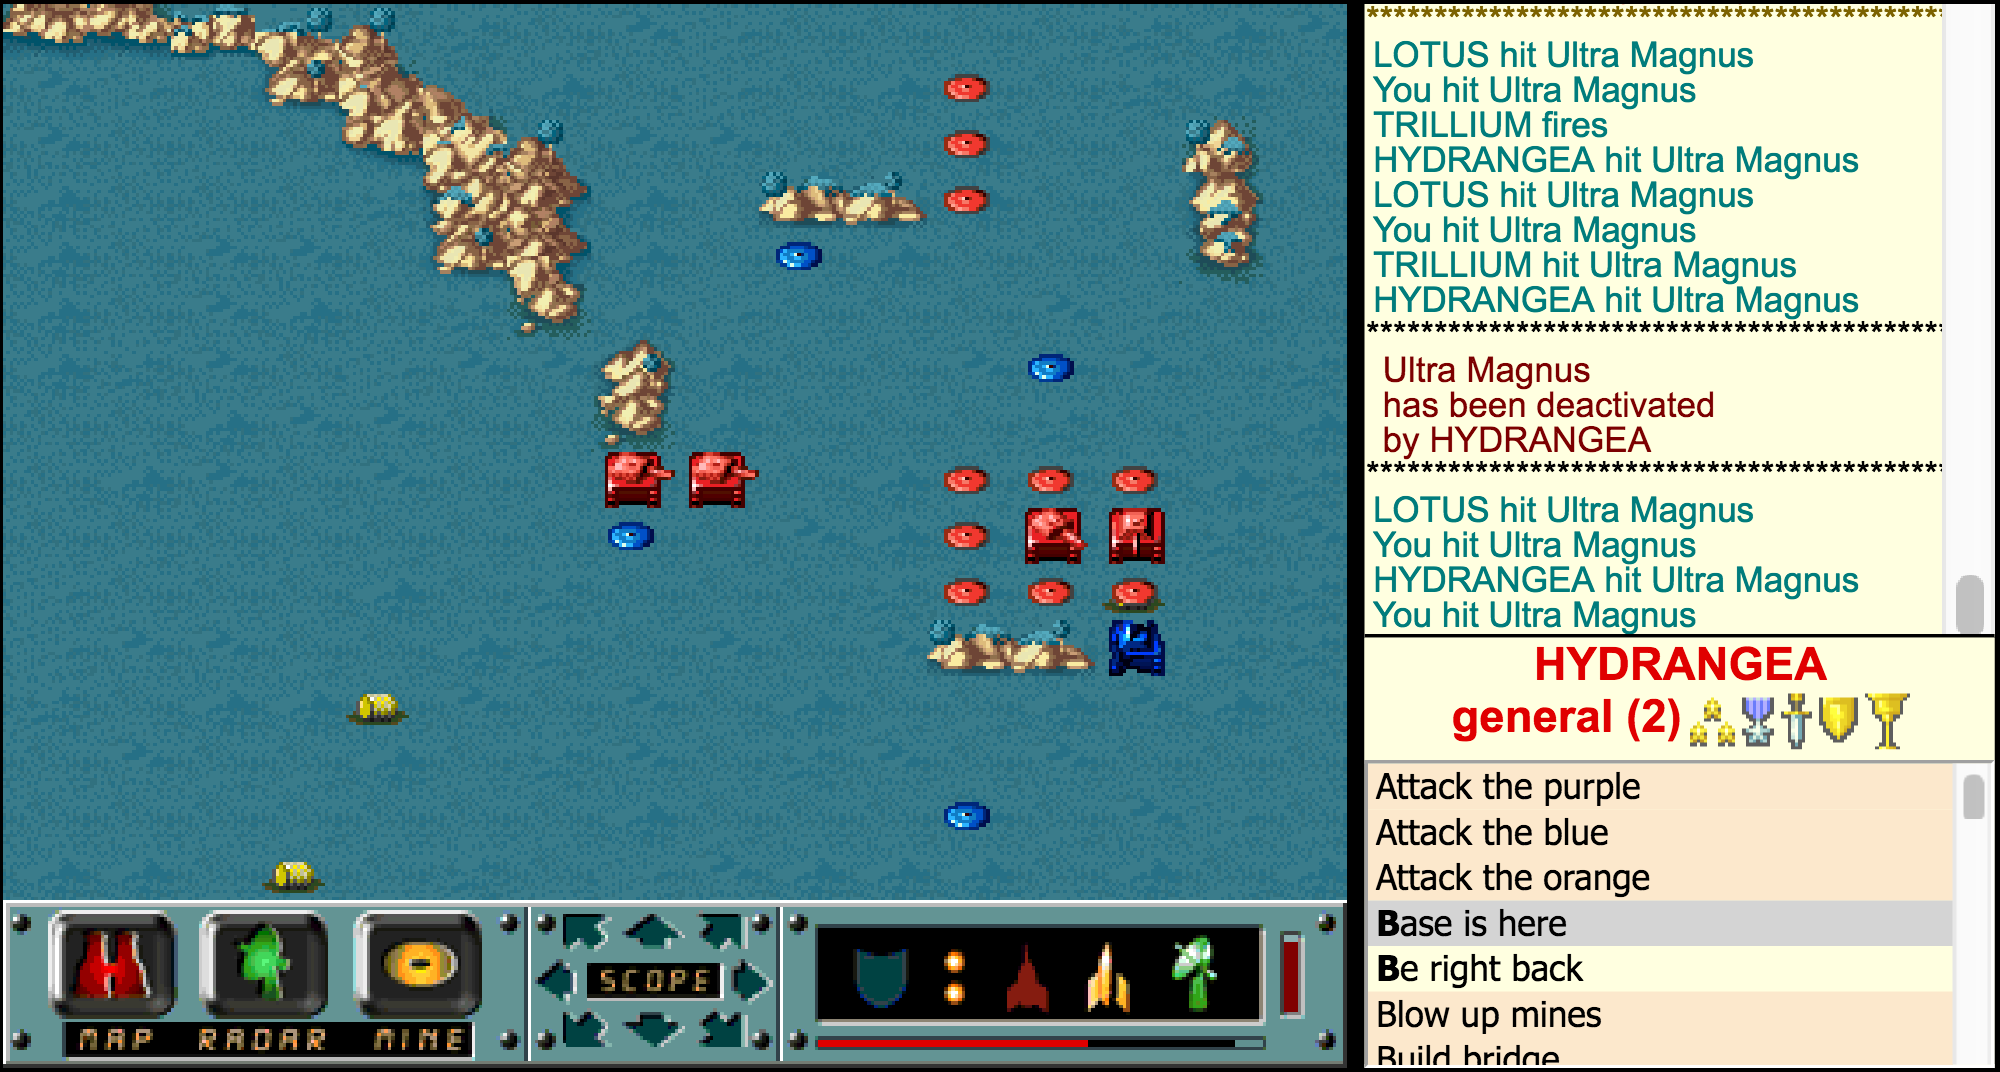 ********************************************
LOTUS hit Ultra Magnus
You hit Ultra Magnus
TRILLIUM fires
HYDRANGEA hit Ultra Magnus
LOTUS hit Ultra Magnus
You hit Ultra Magnus
TRILLIUM hit Ultra Magnus
HYDRANGEA hit Ultra Magnus
********************************************
Ultra Magnus
has been deactivated
by HYDRANGEA
********************************************
LOTUS hit Ultra Magnus
You hit Ultra Magnus
HYDRANGEA hit Ultra Magnus
You hit Ultra Magnus
HYDRANGEA
general (2)
Attack the purple
Attack the blue
Attack the orange
Base is here
Be right back
Blow up mines
Build bridge
SCOPE
MAP RADAR MINE